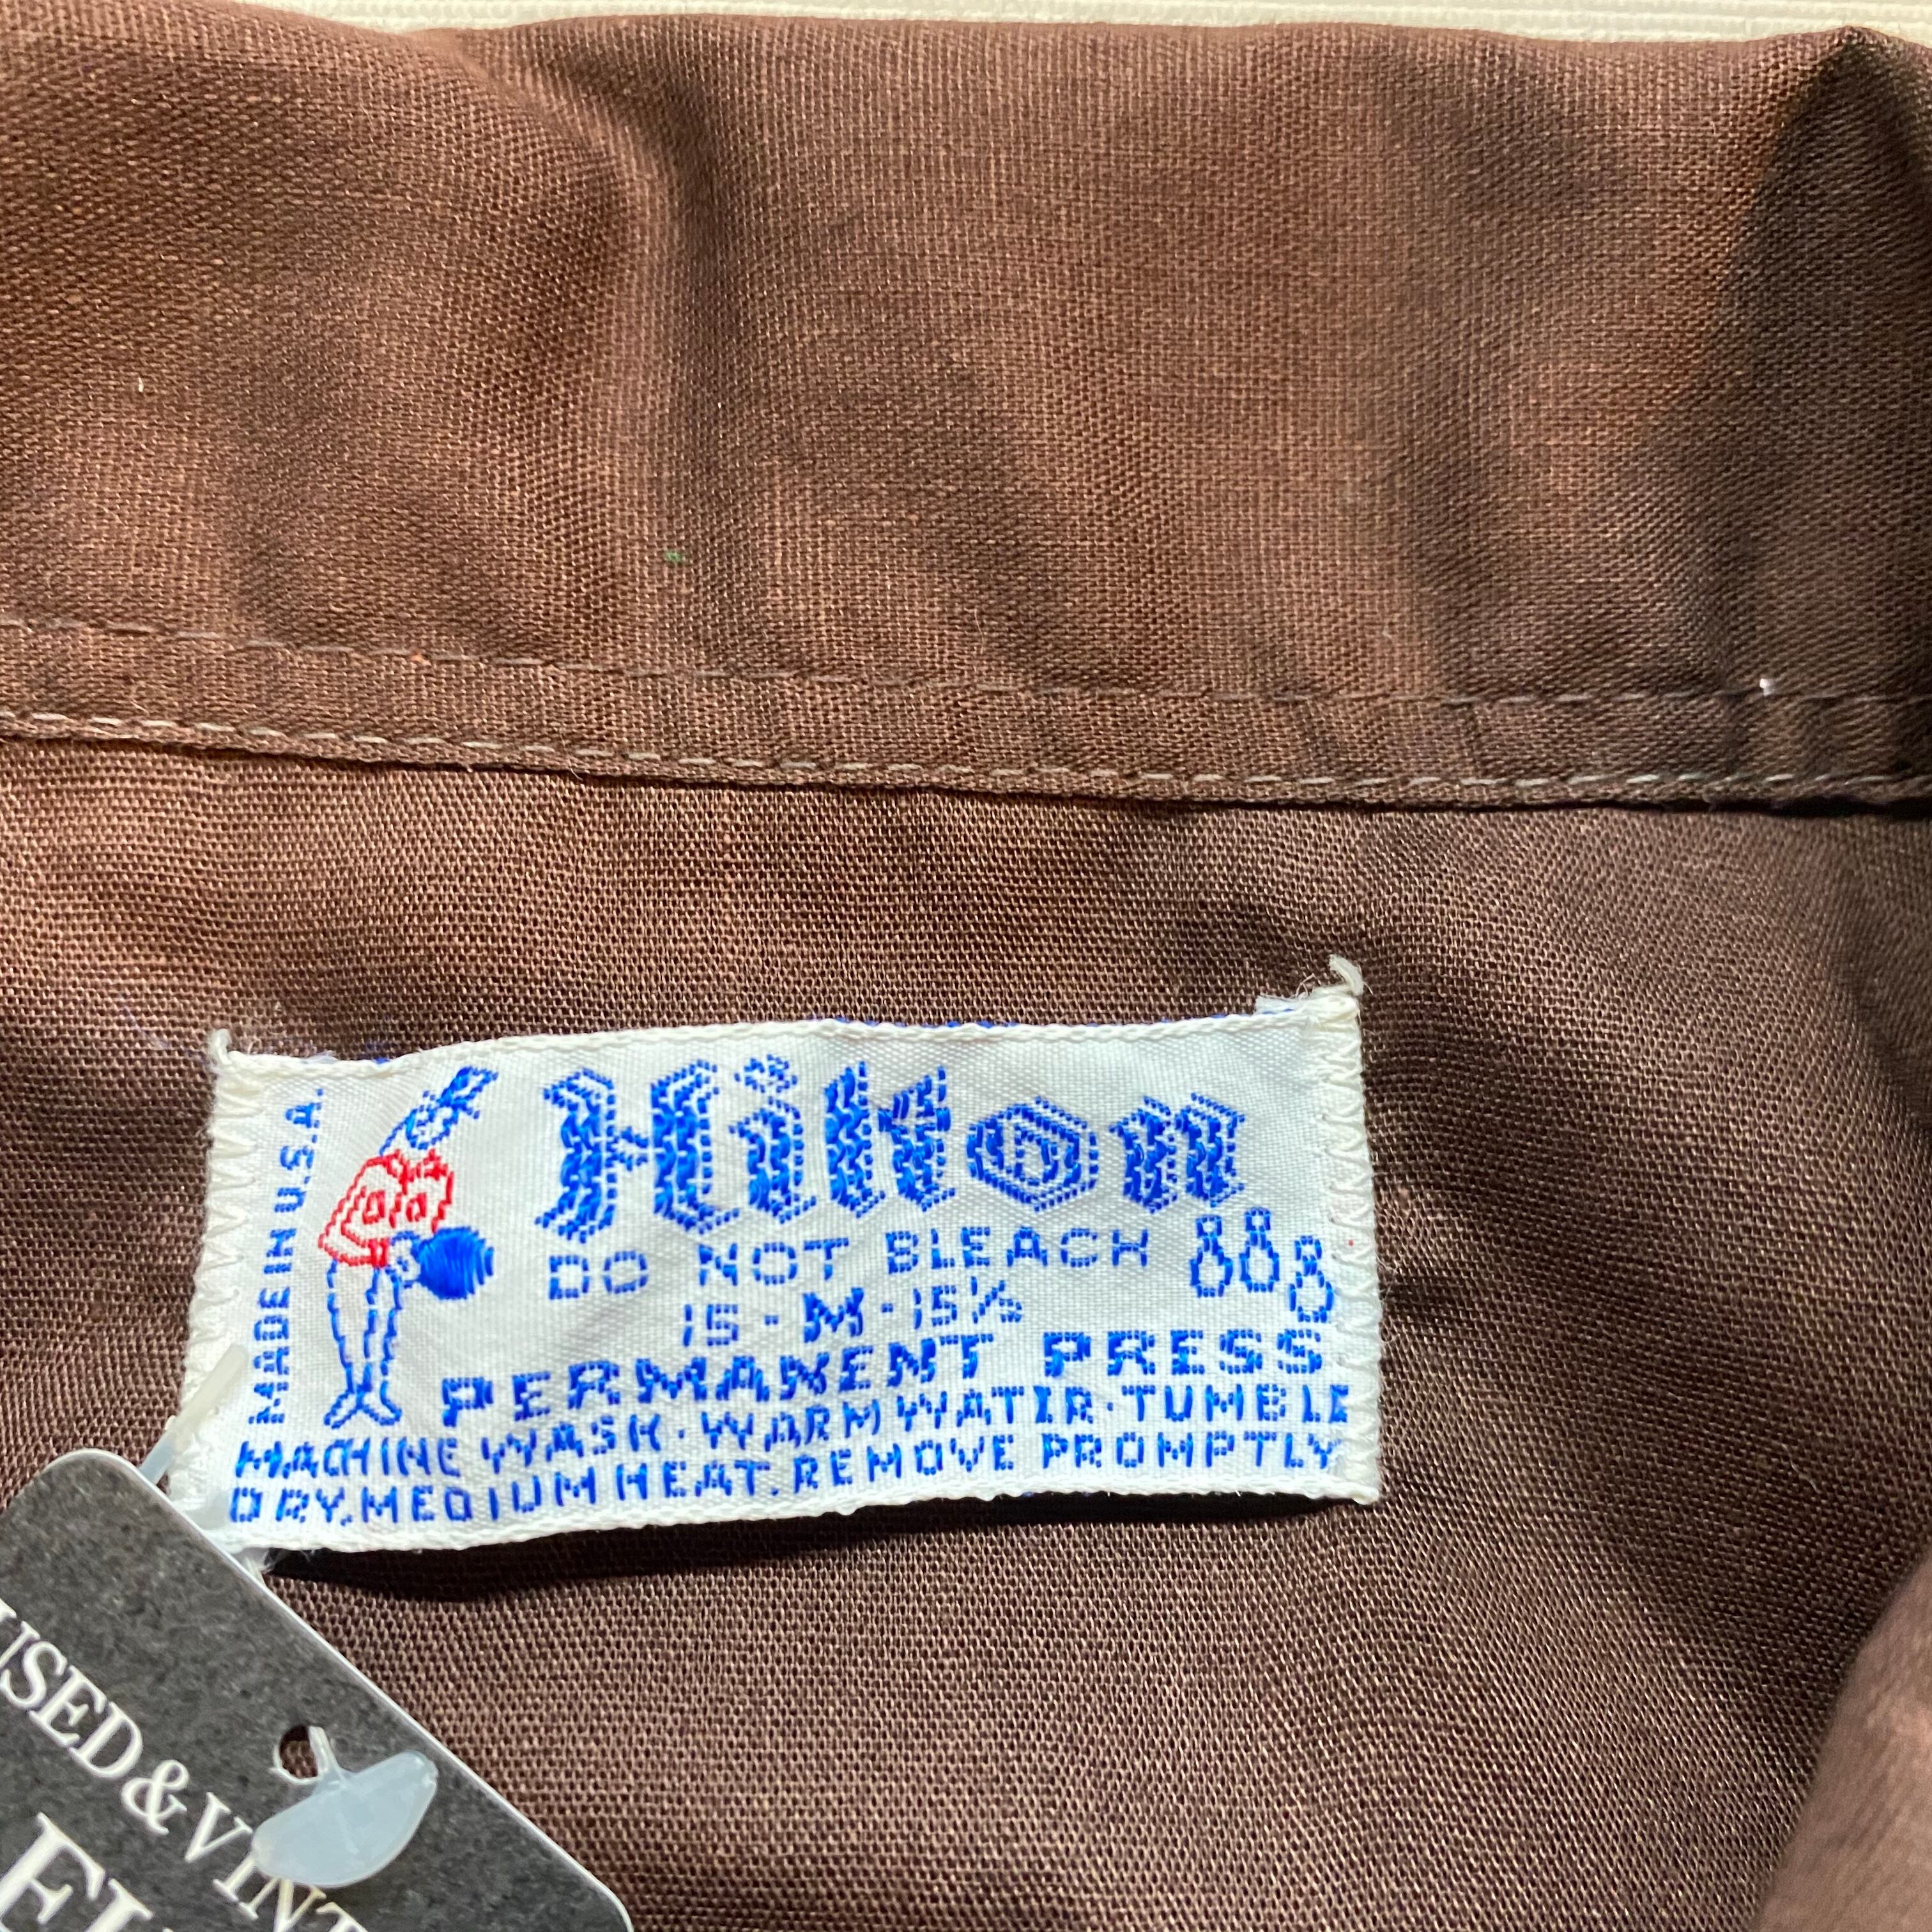 MADE IN U.S.A.
Hilton
DO NOT BLEACH
15 - M - 15½
PERMANENT PRESS
MACHINE WASH · WARM WATER · TUMBLE
DRY, MEDIUM HEAT. REMOVE PROMPTLY
USED & VINT